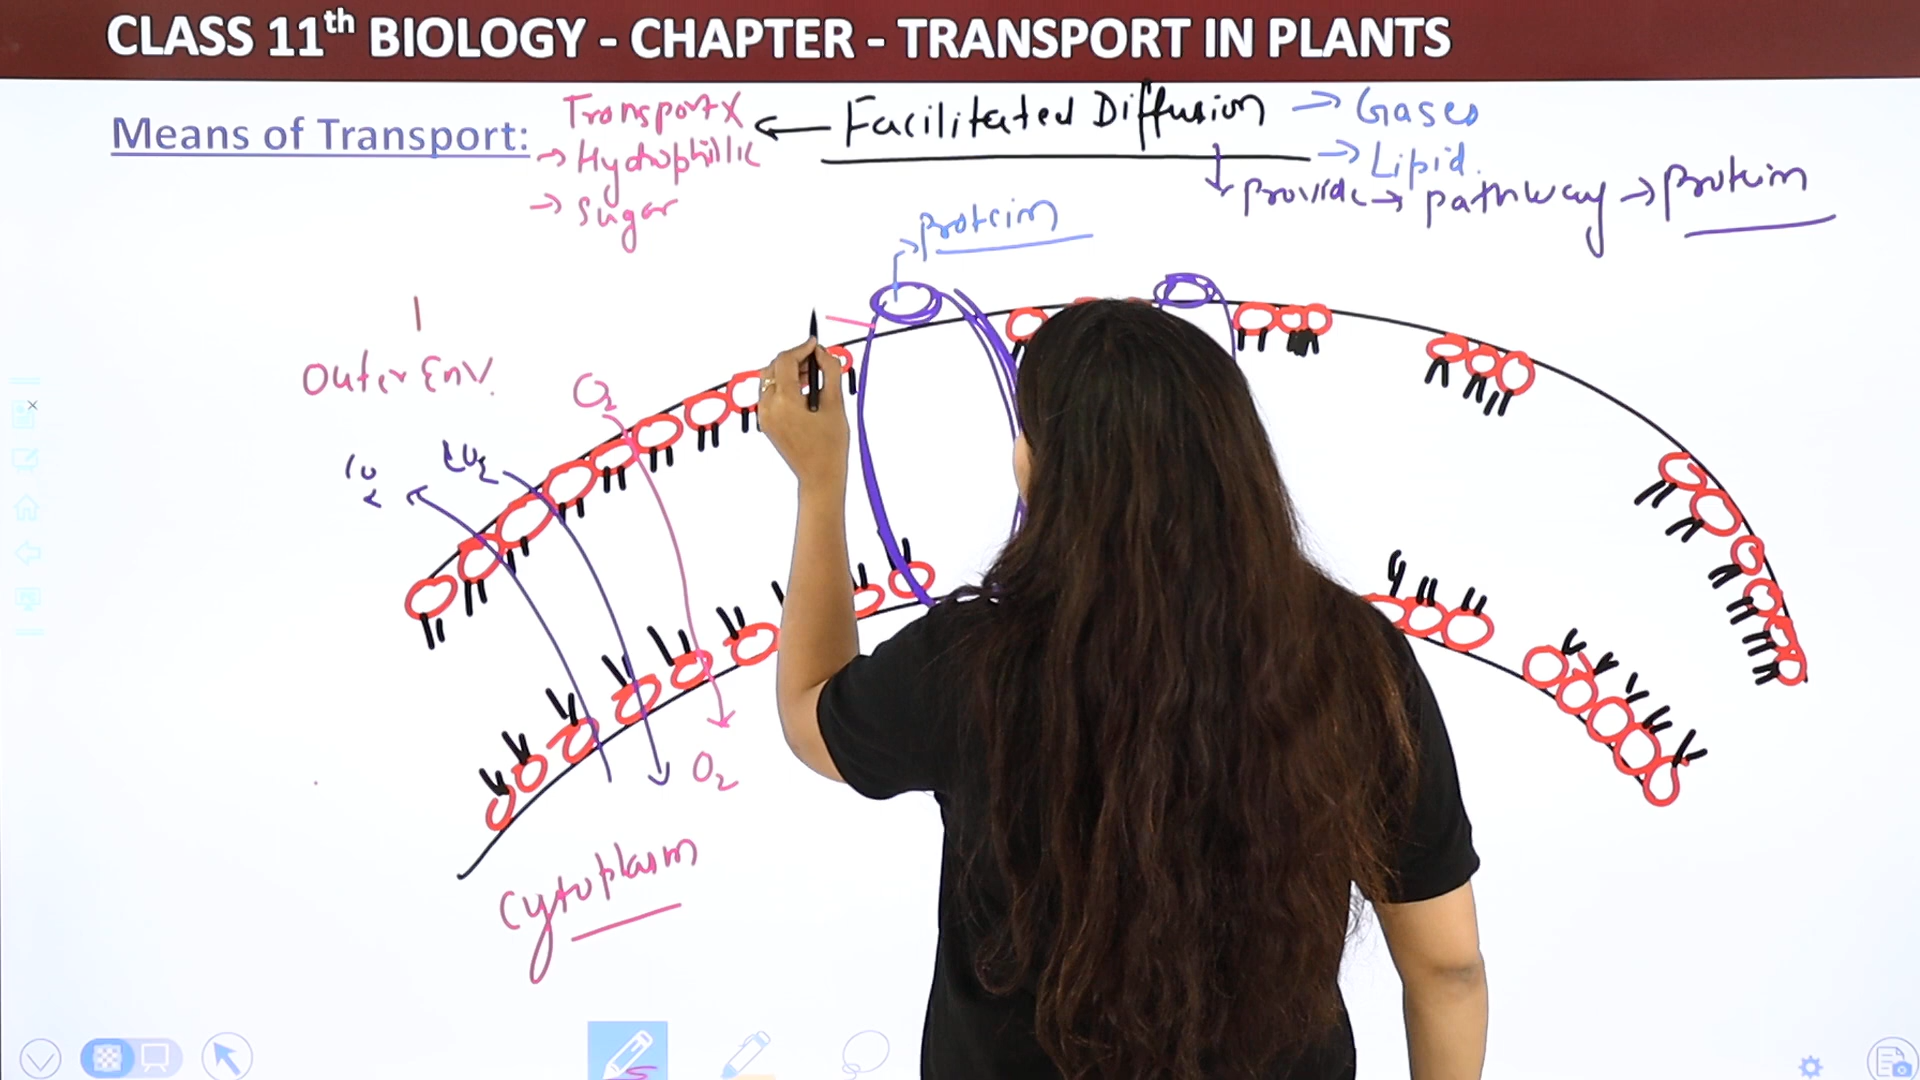 CLASS 11th BIOLOGY - CHAPTER - TRANSPORT IN PLANTS
Means of Transport:
Transport X ← Facilitated Diffusion → Gases
→ Hydrophillic
→ Lipid.
→ Sugar
Provide → pathway → Protein
→ Protein
Outer Env.
O2
CO2
Co2
O2
Cytoplasm